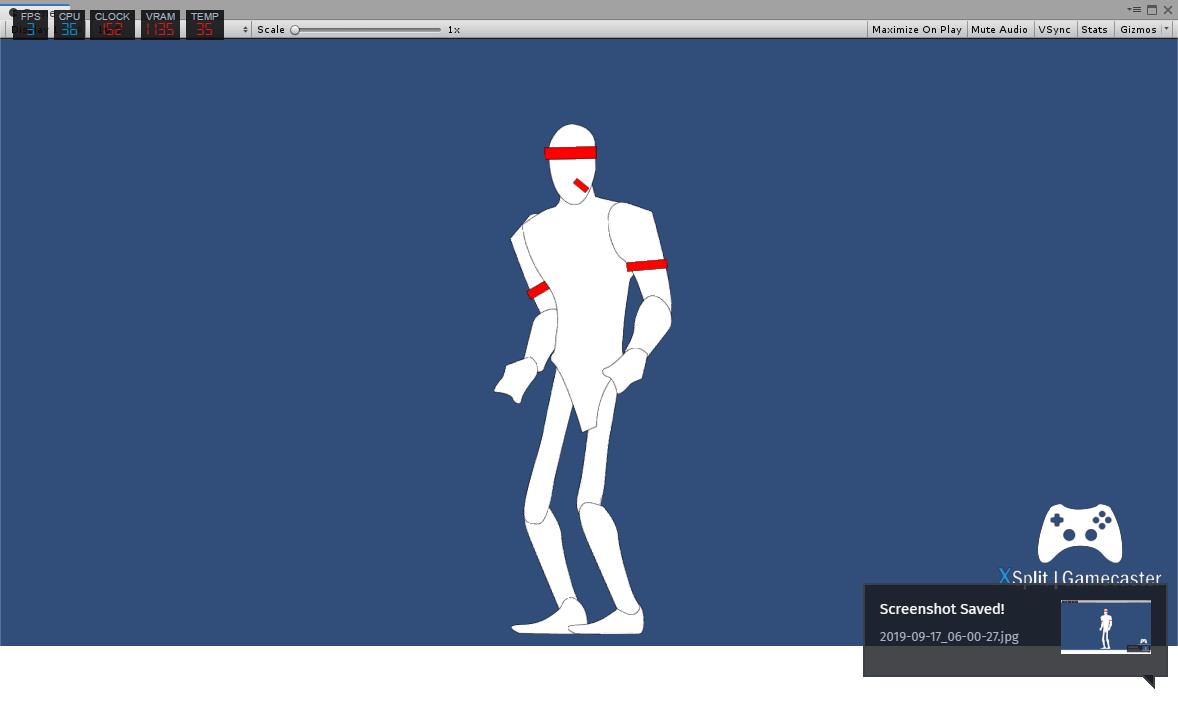 FPS CPU CLOCK VRAM TEMP
3 36 152 1135 35
Scale 1x Maximize On Play Mute Audio VSync Stats Gizmos
XSplit | Gamecaster
Screenshot Saved!
2019-09-17_06-00-27.jpg